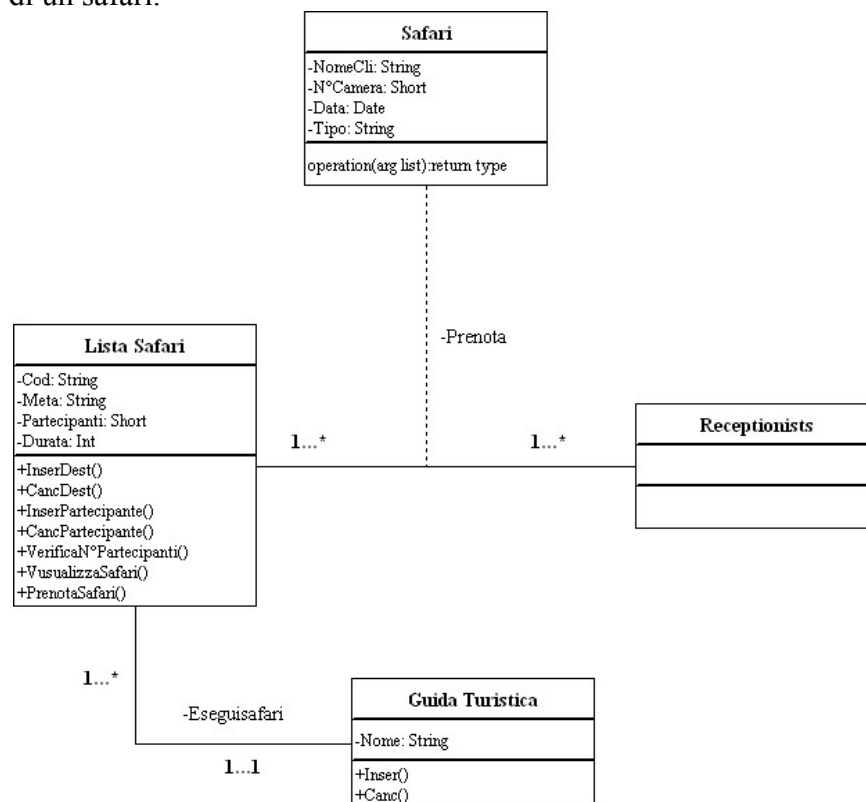 di un safari.
Safari
-NomeCli: String
-N°Camera: Short
-Data: Date
-Tipo: String
operation(arg list):return type
-Prenota
Lista Safari
-Cod: String
-Meta: String
-Partecipanti: Short
-Durata: Int
+InserDest()
+CancDest()
+InserPartecipante()
+CancPartecipante()
+VerificaN°Partecipanti()
+VusualizzaSafari()
+PrenotaSafari()
1...*
1...*
Receptionists
1...*
-Eseguisafari
1...1
Guida Turistica
-Nome: String
+Inser()
+Canc()